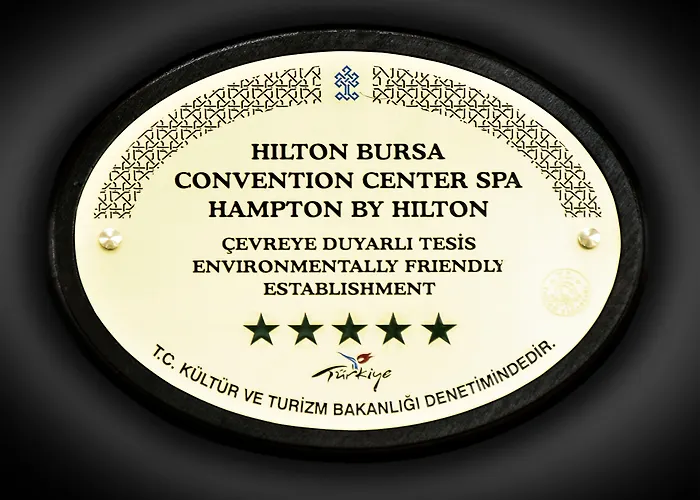 HILTON BURSA
CONVENTION CENTER SPA
HAMPTON BY HILTON
ÇEVREYE DUYARLI TESİS
ENVIRONMENTALLY FRIENDLY
ESTABLISHMENT
Türkiye
T.C. KÜLTÜR VE TURİZM BAKANLIĞI DENETİMİNDEDİR.